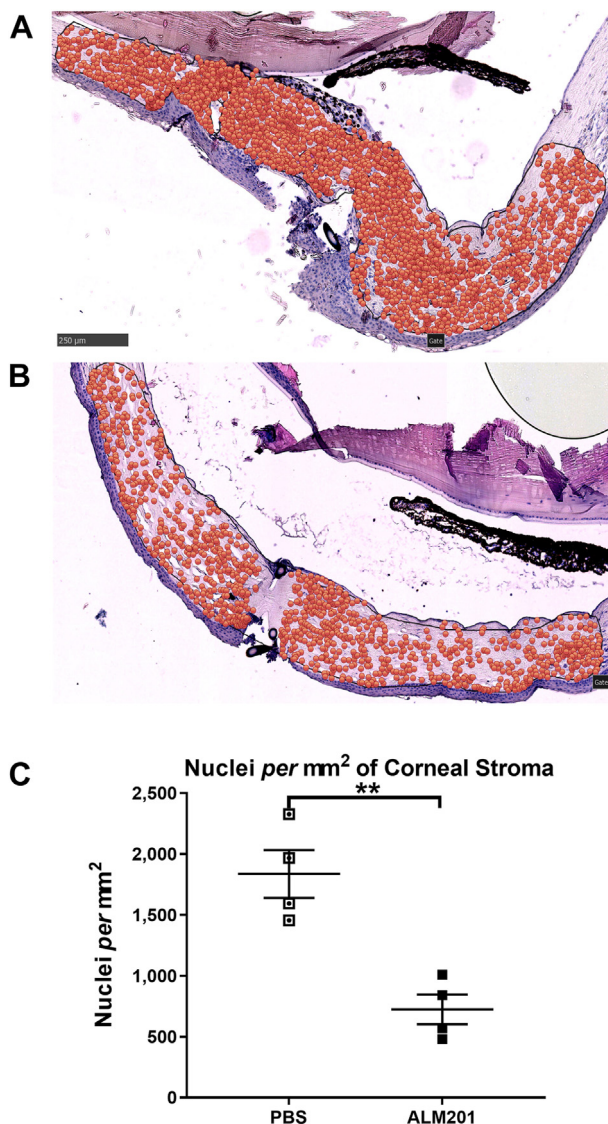 A
250 µm
Gate
B
Gate
C
Nuclei per mm² of Corneal Stroma
**
2,500
2,000
1,500
1,000
500
0
Nuclei per mm²
PBS
ALM201